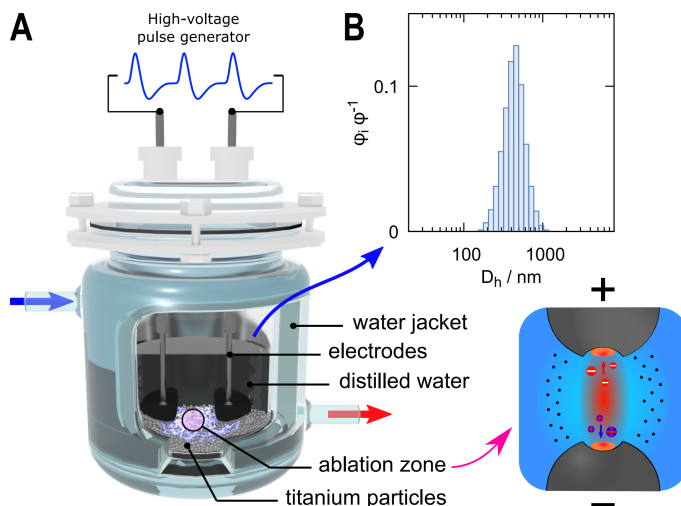 A
High-voltage
pulse generator
B
φᵢ φ⁻¹
0.1
0
100
1000
Dₕ / nm
water jacket
electrodes
distilled water
ablation zone
titanium particles
+
−
−
−
+
+
−